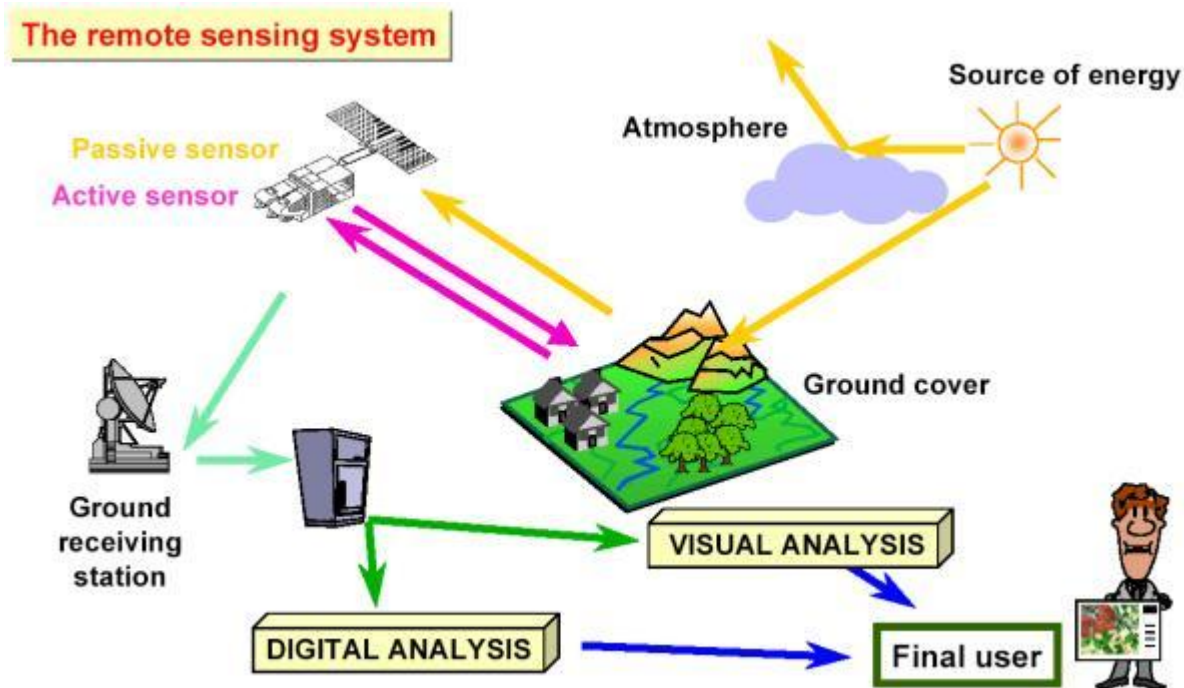 The remote sensing system
Source of energy
Atmosphere
Passive sensor
Active sensor
Ground cover
Ground
receiving
station
VISUAL ANALYSIS
DIGITAL ANALYSIS
Final user